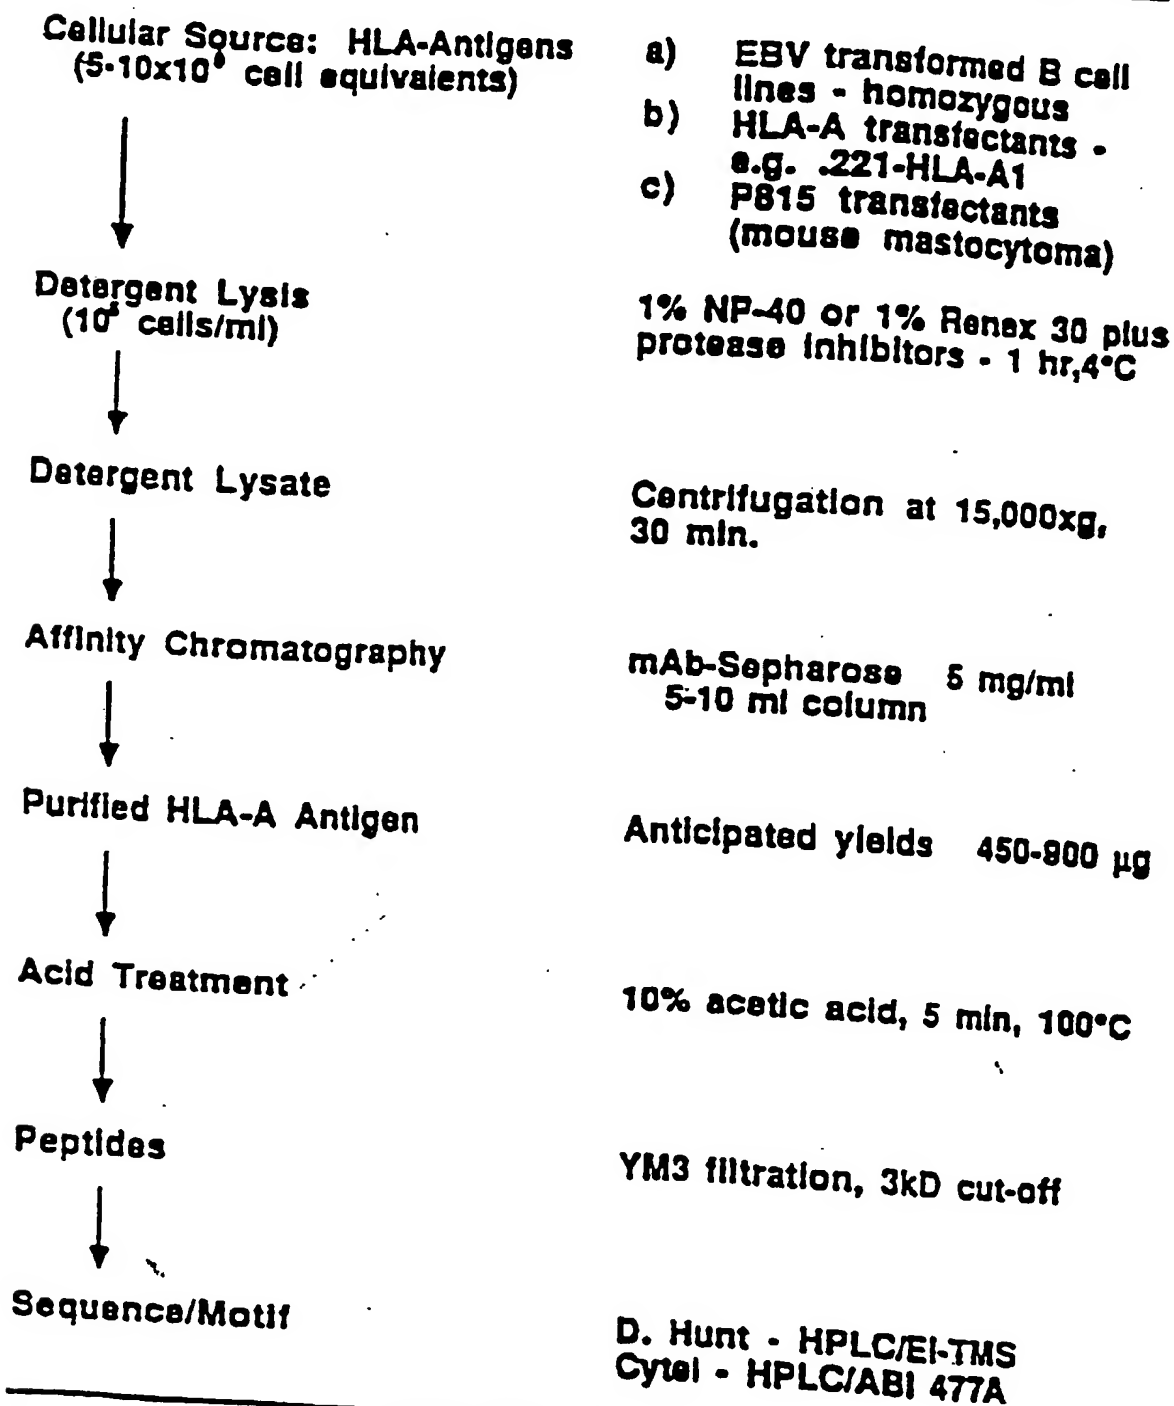 Cellular Source: HLA-Antigens
(5-10x10⁹ cell equivalents)
a) EBV transformed B cell
lines - homozygous
b) HLA-A transfectants -
e.g. .221-HLA-A1
c) P815 transfectants
(mouse mastocytoma)
Detergent Lysis
(10⁸ cells/ml)
1% NP-40 or 1% Renex 30 plus
protease inhibitors - 1 hr,4°C
Detergent Lysate
Centrifugation at 15,000xg,
30 min.
Affinity Chromatography
mAb-Sepharose 5 mg/ml
5-10 ml column
Purified HLA-A Antigen
Anticipated yields 450-900 µg
Acid Treatment
10% acetic acid, 5 min, 100°C
Peptides
YM3 filtration, 3kD cut-off
Sequence/Motif
D. Hunt - HPLC/EI-TMS
Cytel - HPLC/ABI 477A